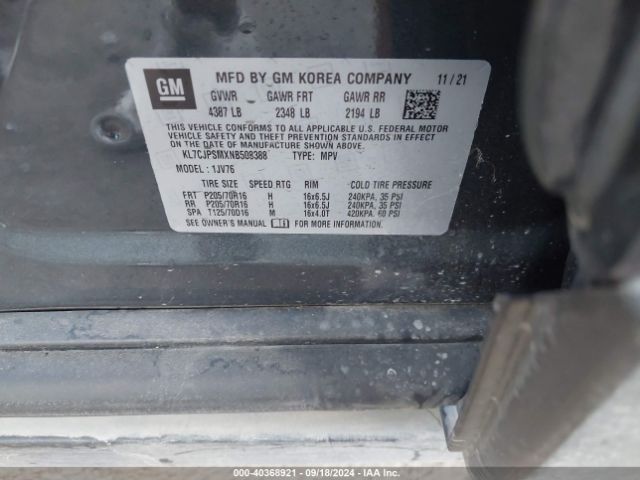 GM
MFD BY GM KOREA COMPANY 11/21
GVWR GAWR FRT GAWR RR
4387 LB 2348 LB 2194 LB
THIS VEHICLE CONFORMS TO ALL APPLICABLE U.S. FEDERAL MOTOR
VEHICLE SAFETY AND THEFT PREVENTION STANDARDS IN EFFECT
ON THE DATE OF MANUFACTURE SHOWN ABOVE.
KL7CJPSMXNB508388 TYPE: MPV
MODEL: 1JV76
TIRE SIZE SPEED RTG RIM COLD TIRE PRESSURE
FRT P205/70R16 H 16x6.5J 240KPA, 35 PSI
RR P205/70R16 H 16x6.5J 240KPA, 35 PSI
SPA T125/70D16 M 16x4.0T 420KPA, 60 PSI
SEE OWNER'S MANUAL FOR MORE INFORMATION.
000-40368921 - 09/18/2024 - IAA Inc.